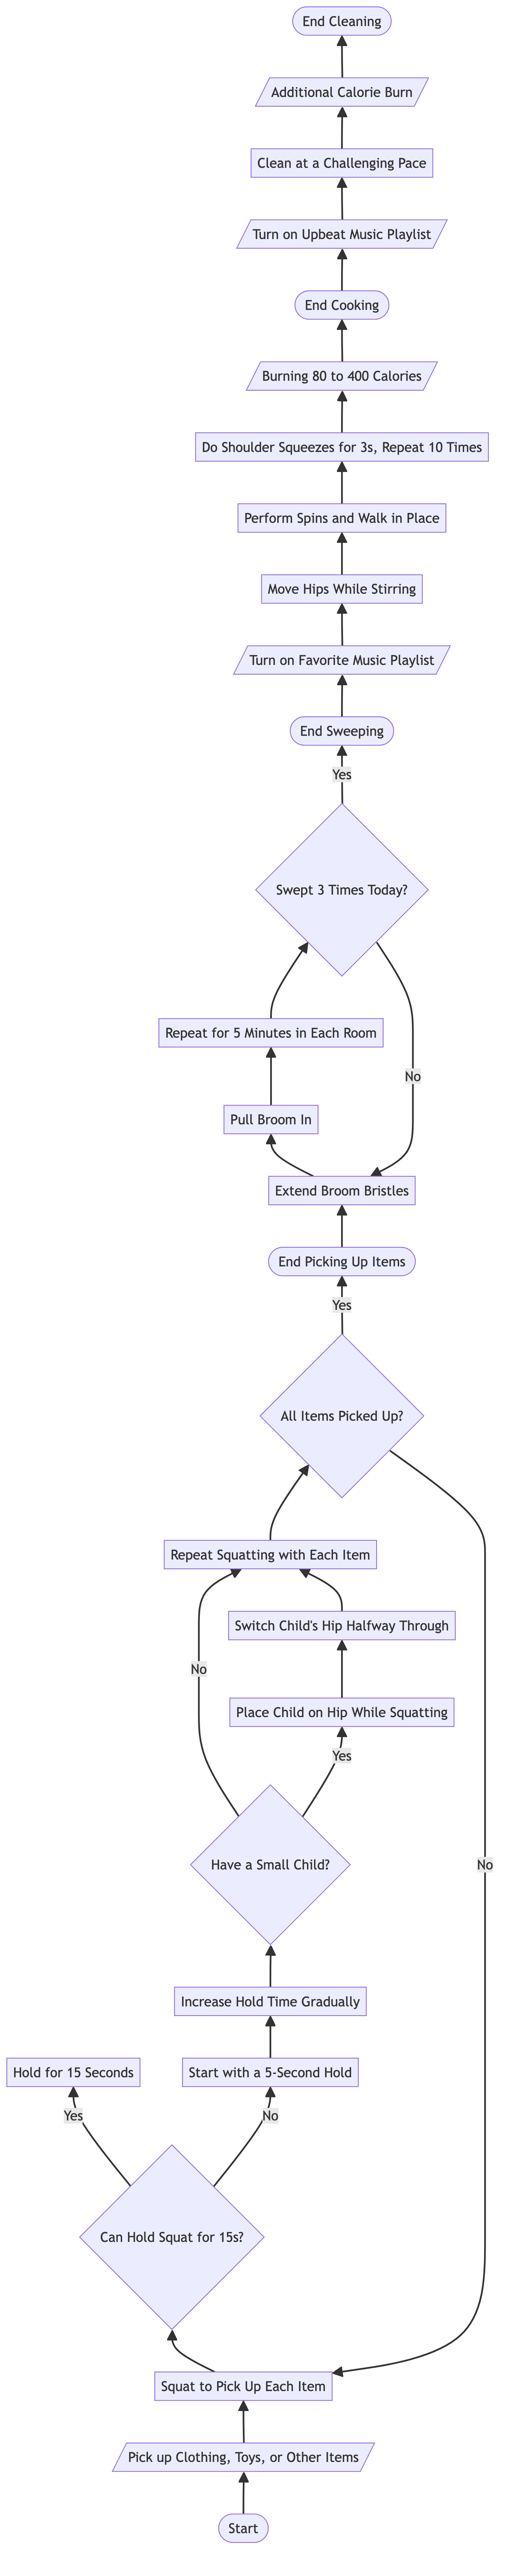 End Cleaning
Additional Calorie Burn
Clean at a Challenging Pace
Turn on Upbeat Music Playlist
End Cooking
Burning 80 to 400 Calories
Do Shoulder Squeezes for 3s, Repeat 10 Times
Perform Spins and Walk in Place
Move Hips While Stirring
Turn on Favorite Music Playlist
End Sweeping
Yes
Swept 3 Times Today?
Repeat for 5 Minutes in Each Room
No
Pull Broom In
Extend Broom Bristles
End Picking Up Items
Yes
All Items Picked Up?
Repeat Squatting with Each Item
Switch Child's Hip Halfway Through
No
Place Child on Hip While Squatting
Yes
Have a Small Child?
No
Increase Hold Time Gradually
Hold for 15 Seconds
Start with a 5-Second Hold
Yes
No
Can Hold Squat for 15s?
Squat to Pick Up Each Item
Pick up Clothing, Toys, or Other Items
Start